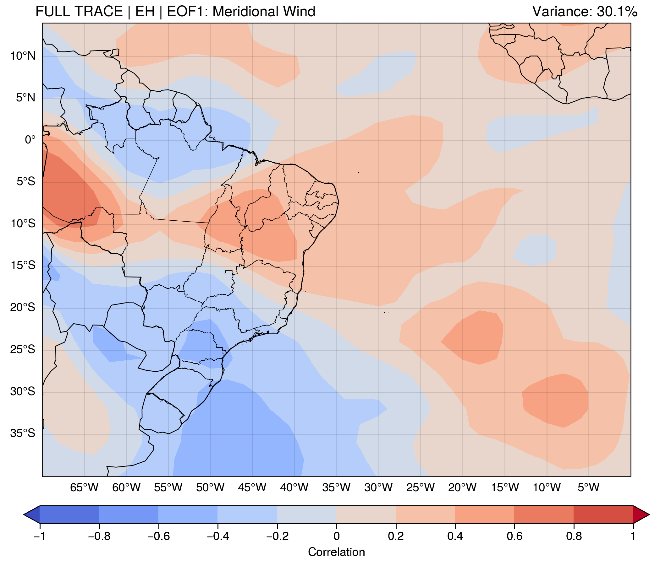 FULL TRACE | EH | EOF1: Meridional Wind
Variance: 30.1%
10°N
5°N
0°
5°S
10°S
15°S
20°S
25°S
30°S
35°S
65°W 60°W 55°W 50°W 45°W 40°W 35°W 30°W 25°W 20°W 15°W 10°W 5°W
−1 −0.8 −0.6 −0.4 −0.2 0 0.2 0.4 0.6 0.8 1
Correlation